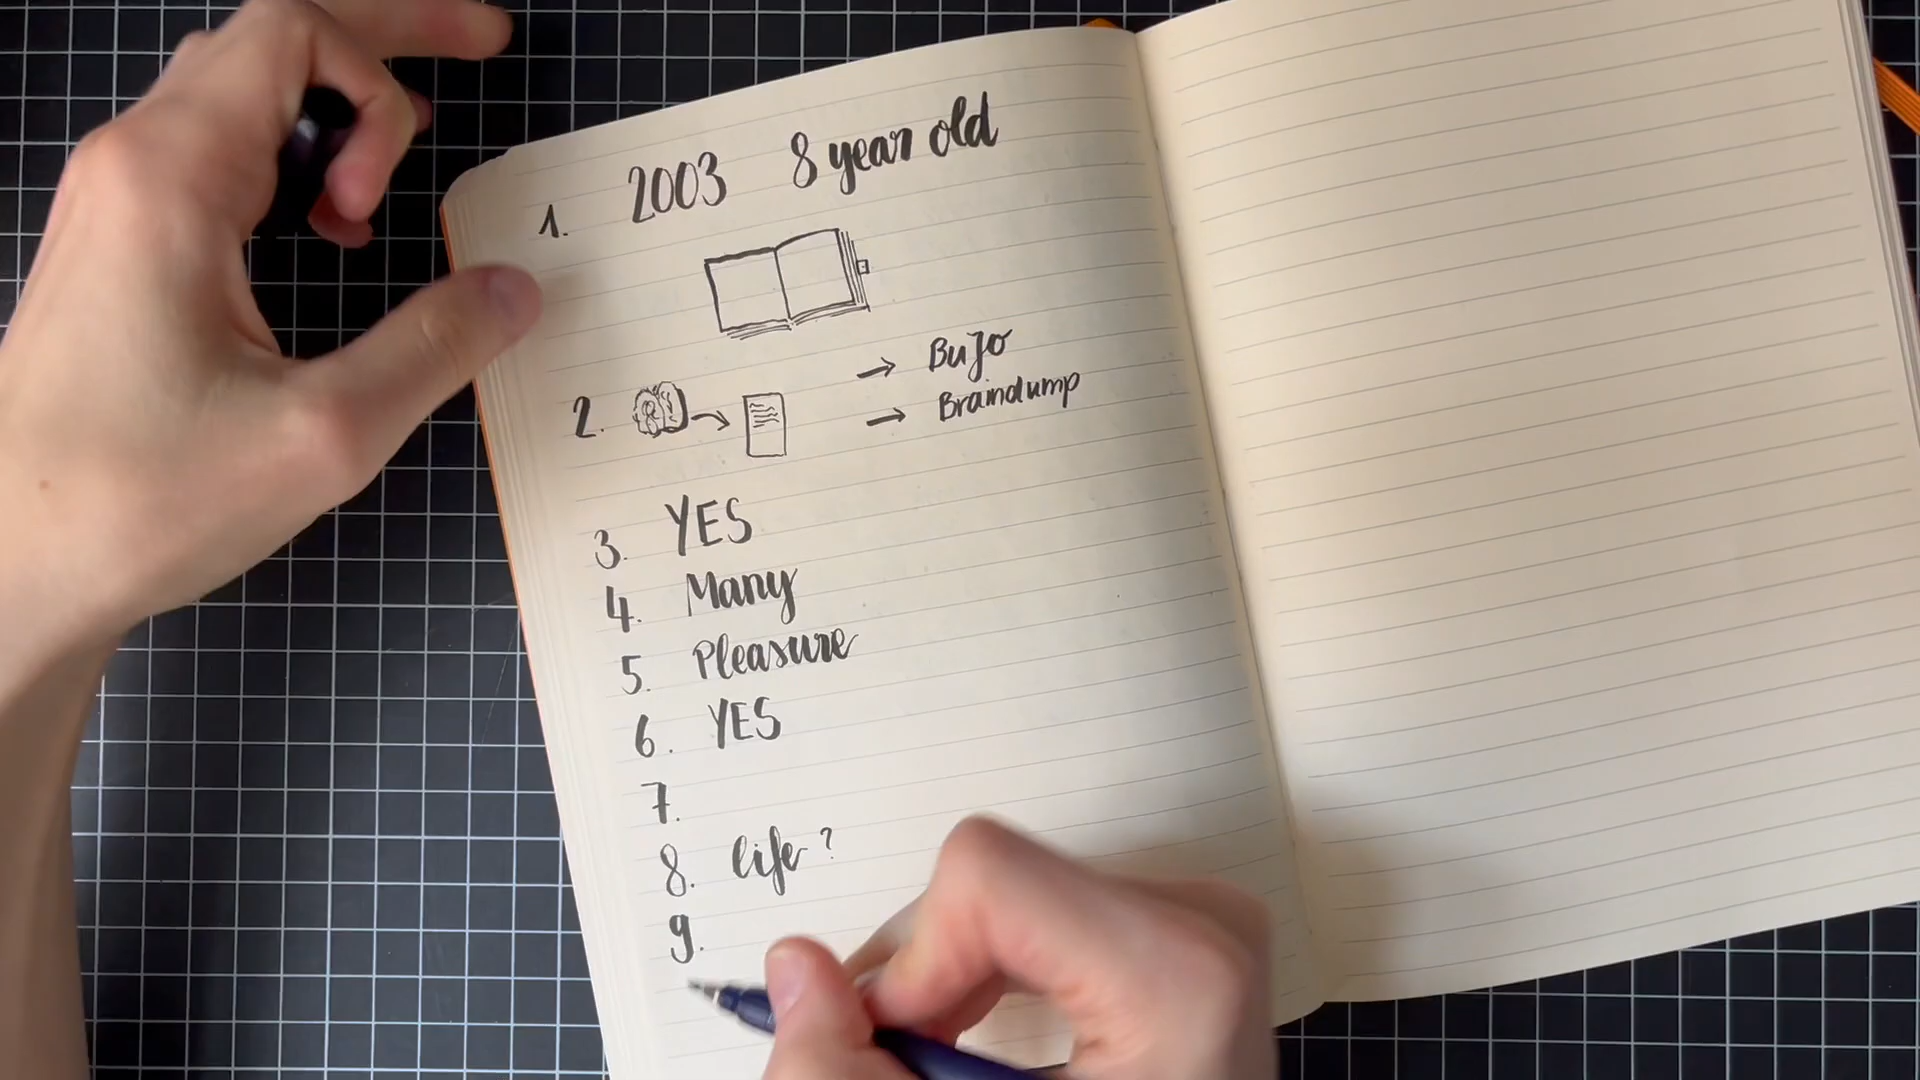 1. 2003 8 year old
2. → BuJo
→ Braindump
3. YES
4. Many
5. Pleasure
6. YES
7.
8. life?
9.